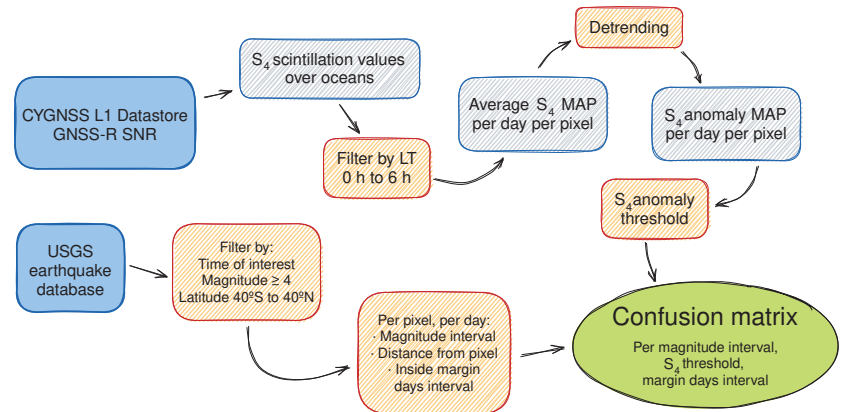 CYGNSS L1 Datastore
GNSS-R SNR
S4 scintillation values
over oceans
Filter by LT
0 h to 6 h
Average S4 MAP
per day per pixel
Detrending
S4 anomaly MAP
per day per pixel
S4 anomaly
threshold
USGS
earthquake
database
Filter by:
Time of interest
Magnitude ≥ 4
Latitude 40ºS to 40ºN
Per pixel, per day:
· Magnitude interval
· Distance from pixel
· Inside margin
days interval
Confusion matrix
Per magnitude interval,
S4 threshold,
margin days interval